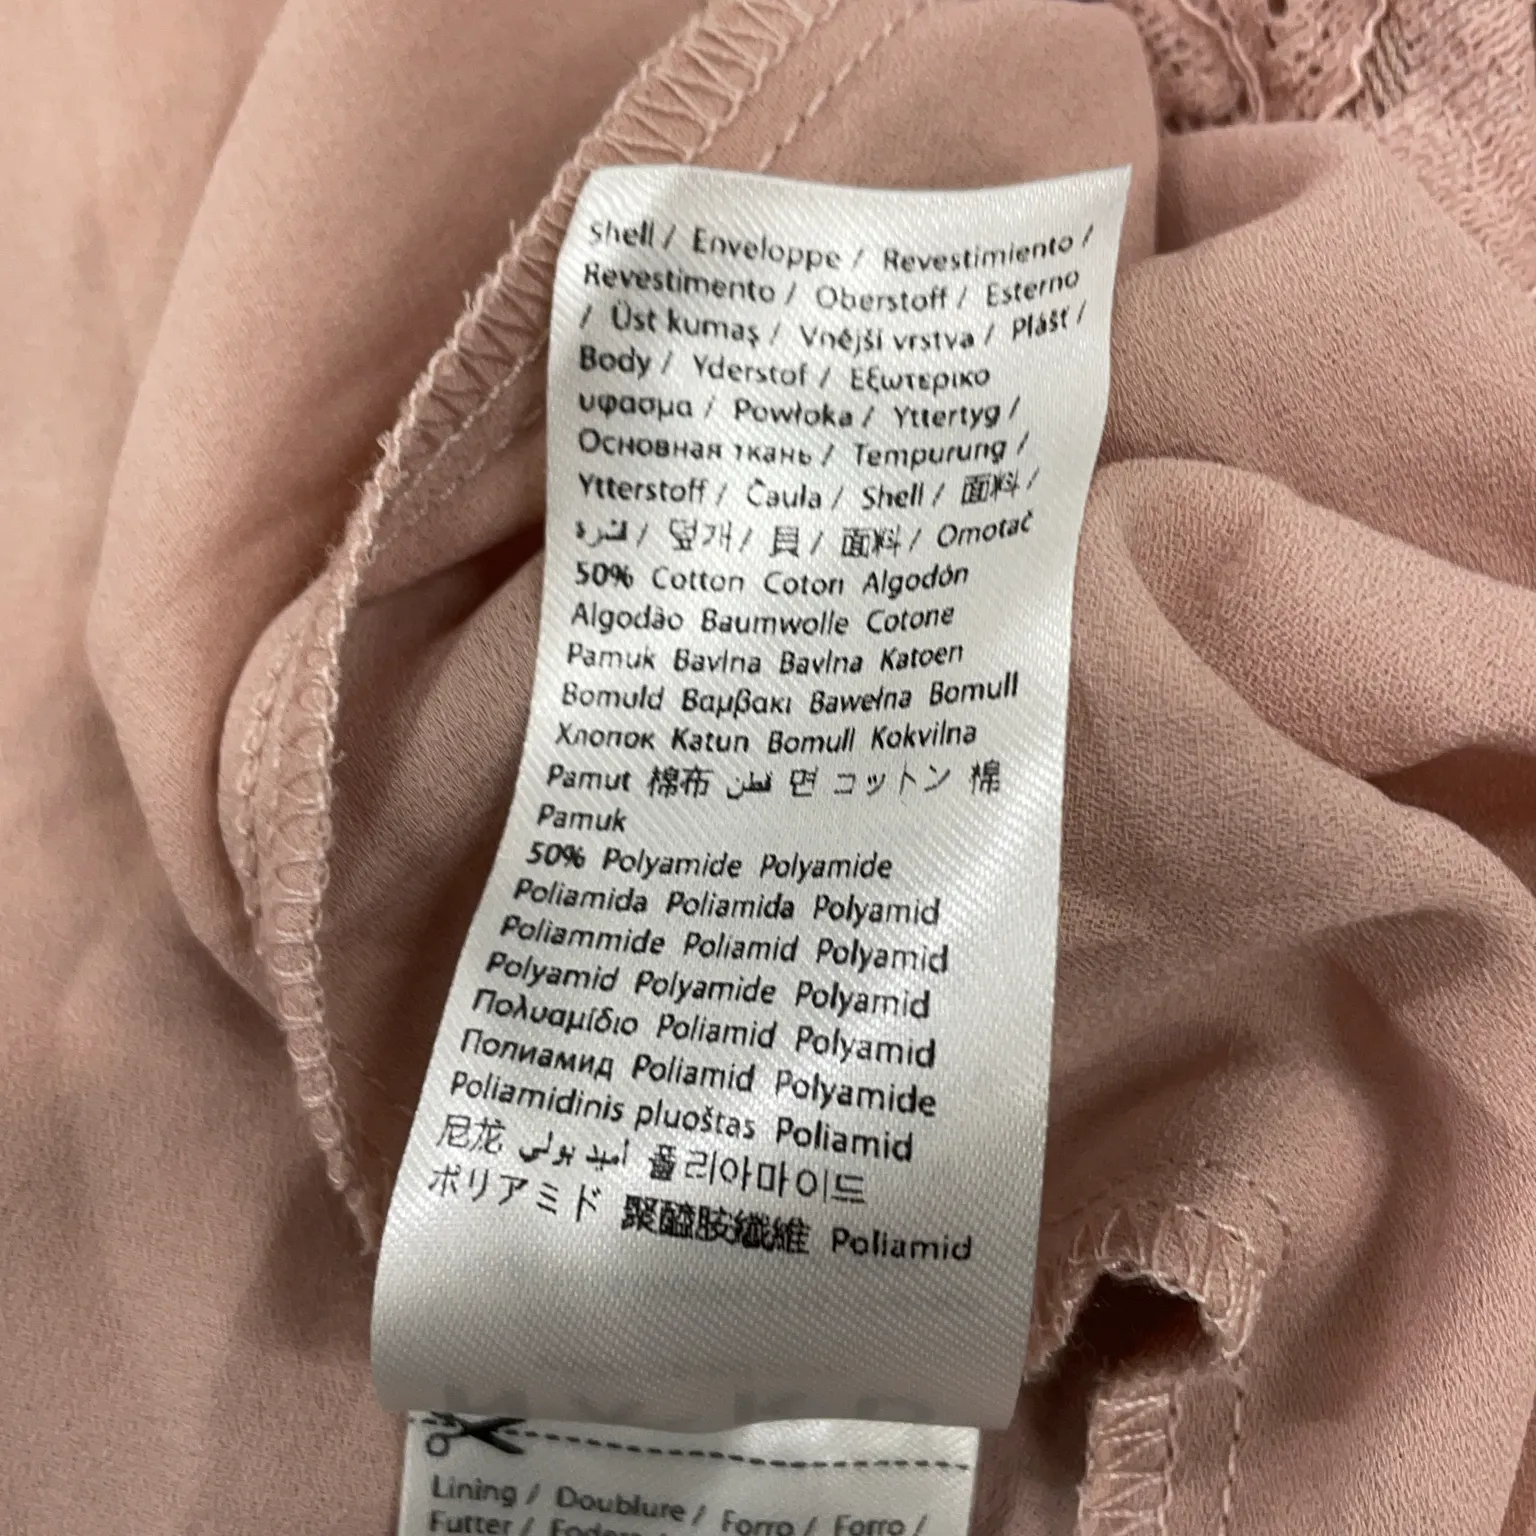 Shell / Enveloppe / Revestimiento /
Revestimento / Oberstoff / Esterno
/ Üst kumaş / Vnější vrstva / Plášť /
Body / Yderstof / Εξωτερικο
υφασμα / Powłoka / Yttertyg /
Основная ткань / Tempurung /
Ytterstoff / Čaula / Shell / 面料 /
قشرة / 덮개 / 貝 / 面料 / Omotač
50% Cotton Coton Algodón
Algodão Baumwolle Cotone
Pamuk Bavlna Bavlna Katoen
Bomuld Βαμβακι Bawełna Bomull
Хлопок Katun Bomull Kokvilna
Pamut 棉布 قطن 면 コットン 棉
Pamuk
50% Polyamide Polyamide
Poliamida Poliamida Polyamid
Poliammide Poliamid Polyamid
Polyamid Polyamide Polyamid
Πολυαμίδιο Poliamid Polyamid
Полиамид Poliamid Polyamide
Poliamidinis pluoštas Poliamid
尼龙 أميد بولي 폴리아마이드
ポリアミド 聚醯胺纖維 Poliamid
Lining / Doublure / Forro / Forro /
Futter /